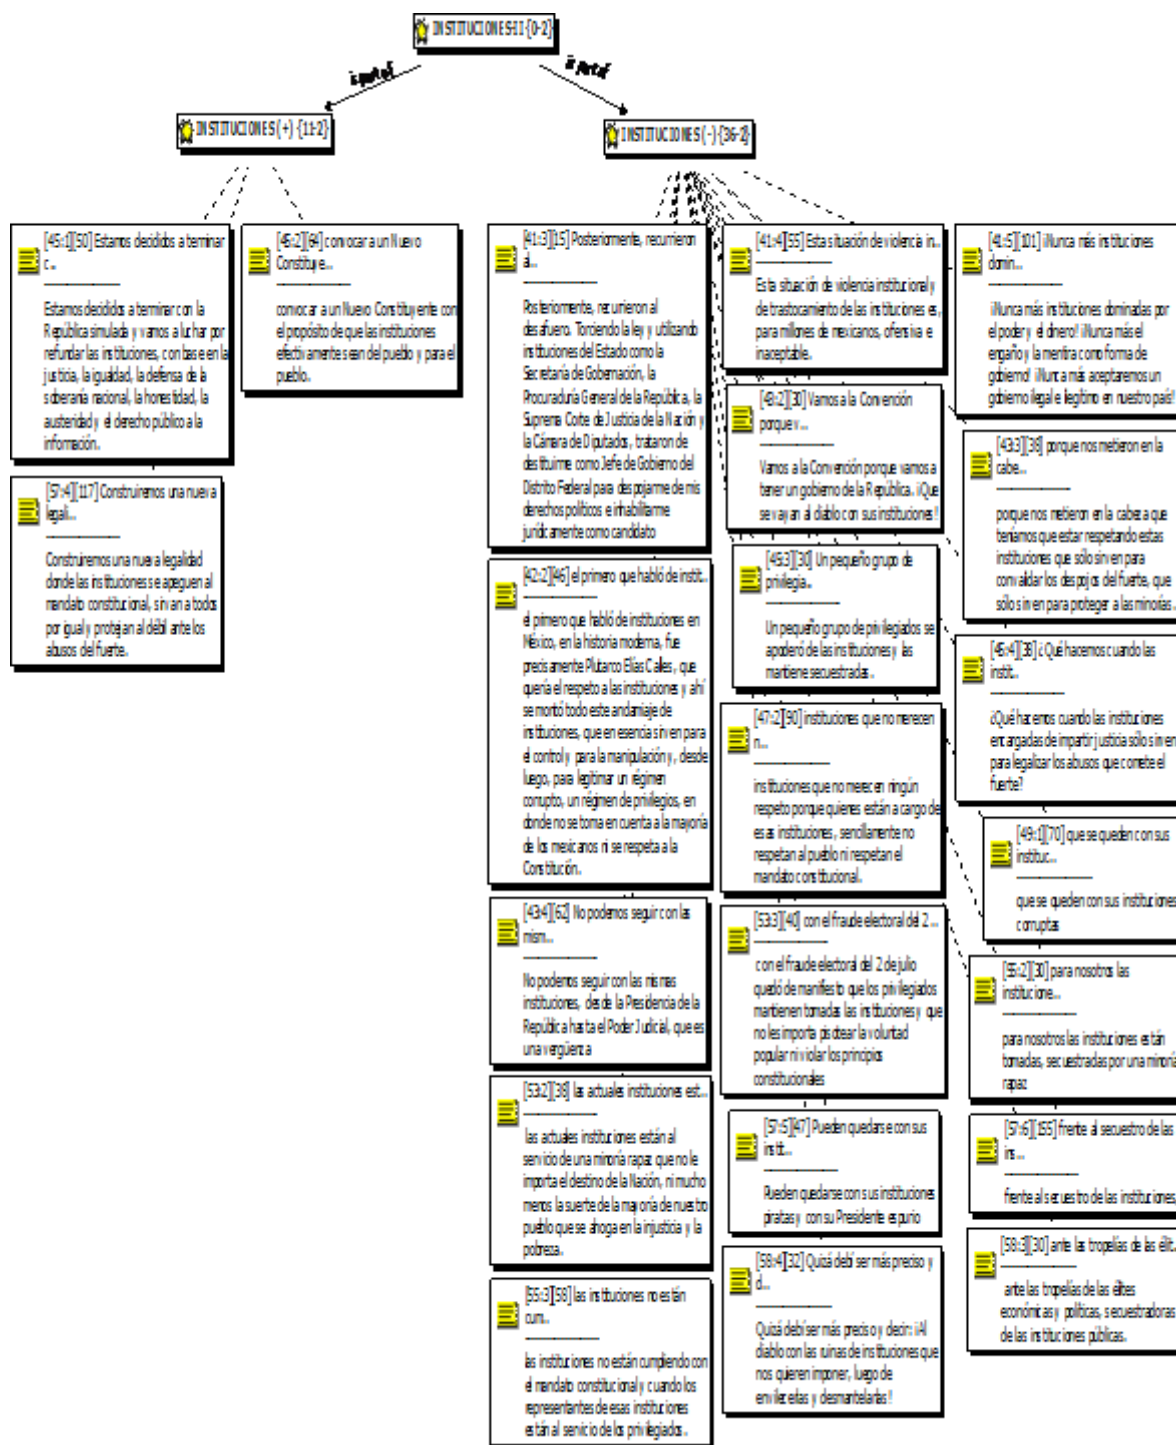 INSTITUCIONES-II {0-2}
is part of
is part of
INSTITUCIONES (+) {11-2}
INSTITUCIONES (-) {36-2}
[45:1][50] Estamos decididos a terminar
c..
Estamos decididos a terminar con la
República simulada y vamos a luchar por
refundar las instituciones, con base en la
justicia, la igualdad, la defensa de la
soberanía nacional, la honestidad, la
austeridad y el derecho público a la
información.
[45:2][64] convocar a un Nuevo
Constituye...
convocar a un Nuevo Constituyente con
el propósito de que las instituciones
efectivamente sean del pueblo y para el
pueblo.
[57:4][117] Construiremos una nueva
legali...
Construiremos una nueva legalidad
donde las instituciones se apeguen al
mandato constitucional, sirvan a todos
por igual y protejan al débil ante los
abusos del fuerte.
[41:3][15] Posteriormente, recurrieron
al...
Posteriormente, recurrieron al
desafuero. Torciendo la ley y utilizando
instituciones del Estado como la
Secretaría de Gobernación, la
Procuraduría General de la República, la
Suprema Corte de Justicia de la Nación y
la Cámara de Diputados, trataron de
destituirme como Jefe de Gobierno del
Distrito Federal para despojarme de mis
derechos políticos e inhabilitarme
jurídicamente como candidato
[42:2][46] el primero que habló de instit...
el primero que habló de instituciones en
México, en la historia moderna, fue
precisamente Plutarco Elías Calles, que
quería el respeto a las instituciones y ahí
se montó todo este andamiaje de
instituciones, que en esencia sirven para
el control y para la manipulación y, desde
luego, para legitimar un régimen
corrupto, un régimen de privilegios, en
donde no se toma en cuenta a la mayoría
de los mexicanos ni se respeta a la
Constitución.
[43:4][62] No podemos seguir con las
mism...
No podemos seguir con las mismas
instituciones, desde la Presidencia de la
República hasta el Poder Judicial, que es
una vergüenza
[53:2][38] las actuales instituciones est...
las actuales instituciones están al
servicio de una minoría rapaz que no le
importa el destino de la Nación, ni mucho
menos la suerte de la mayoría de nuestro
pueblo que se ahoga en la injusticia y la
pobreza.
[55:3][58] las instituciones no están
cum...
las instituciones no están cumpliendo con
el mandato constitucional y cuando los
representantes de esas instituciones
están al servicio de los privilegiados.
[41:4][55] Esta situación de violencia in...
Esta situación de violencia institucional y
de trastocamiento de las instituciones es,
para millones de mexicanos, ofensiva e
inaceptable.
[43:2][30] Vamos a la Convención
porque v...
Vamos a la Convención porque vamos a
tener un gobierno de la República. ¡Que
se vayan al diablo con sus instituciones!
[45:3][30] Un pequeño grupo de
privilegia...
Un pequeño grupo de privilegiados se
apoderó de las instituciones y las
mantiene secuestradas.
[47:2][90] instituciones que no merecen
n...
instituciones que no merecen ningún
respeto porque quienes están a cargo de
esas instituciones, sencillamente no
respetan al pueblo ni respetan el
mandato constitucional.
[53:3][40] con el fraude electoral del 2 ...
con el fraude electoral del 2 de julio
quedó de manifiesto que los privilegiados
mantienen tomadas las instituciones y que
no les importa pisotear la voluntad
popular ni violar los principios
constitucionales
[57:5][47] Pueden quedarse con sus
instit...
Pueden quedarse con sus instituciones
piratas y con su Presidente espurio
[58:4][32] Quizá debí ser más preciso y
d...
Quizá debí ser más preciso y decir: ¡Al
diablo con las ruinas de instituciones que
nos quieren imponer, luego de
envilecerlas y desmantelarlas!
[41:5][101] ¡Nunca más instituciones
domin...
¡Nunca más instituciones dominadas por
el poder y el dinero! ¡Nunca más el
engaño y la mentira como forma de
gobierno! ¡Nunca más aceptaremos un
gobierno ilegal e ilegítimo en nuestro país!
[43:3][38] porque nos metieron en la
cabe...
porque nos metieron en la cabeza que
teníamos que estar respetando estas
instituciones que sólo sirven para
convalidar los despojos del fuerte, que
sólo sirven para proteger a las minorías.
[45:4][38] ¿Qué hacemos cuando las
instit...
¿Qué hacemos cuando las instituciones
encargadas de impartir justicia sólo sirven
para legalizar los abusos que comete el
fuerte?
[49:1][70] que se queden con sus
instituc...
que se queden con sus instituciones
corruptas
[55:2][30] para nosotros las
institucione...
para nosotros las instituciones están
tomadas, secuestradas por una minoría
rapaz
[57:6][155] frente al secuestro de las
ins...
frente al secuestro de las instituciones,
[58:3][30] ante las tropelías de las élit...
ante las tropelías de las élites
económicas y políticas, secuestradoras
de las instituciones públicas.